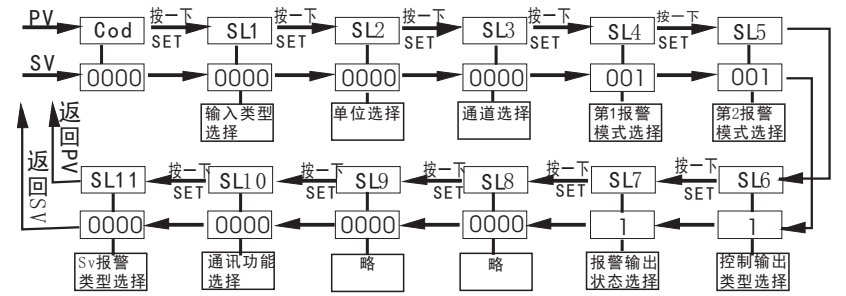 PV
Cod
按一下
SET
SL1
按一下
SET
SL2
按一下
SET
SL3
按一下
SET
SL4
按一下
SET
SL5
SV
0000
0000
0000
0000
001
001
输入类型
选择
单位选择
通道选择
第1报警
模式选择
第2报警
模式选择
返回PV
返回SV
SL11
按一下
SET
SL10
按一下
SET
SL9
按一下
SET
SL8
按一下
SET
SL7
按一下
SET
SL6
0000
0000
0000
0000
1
1
Sv报警
类型选择
通讯功能
选择
略
略
报警输出
状态选择
控制输出
类型选择